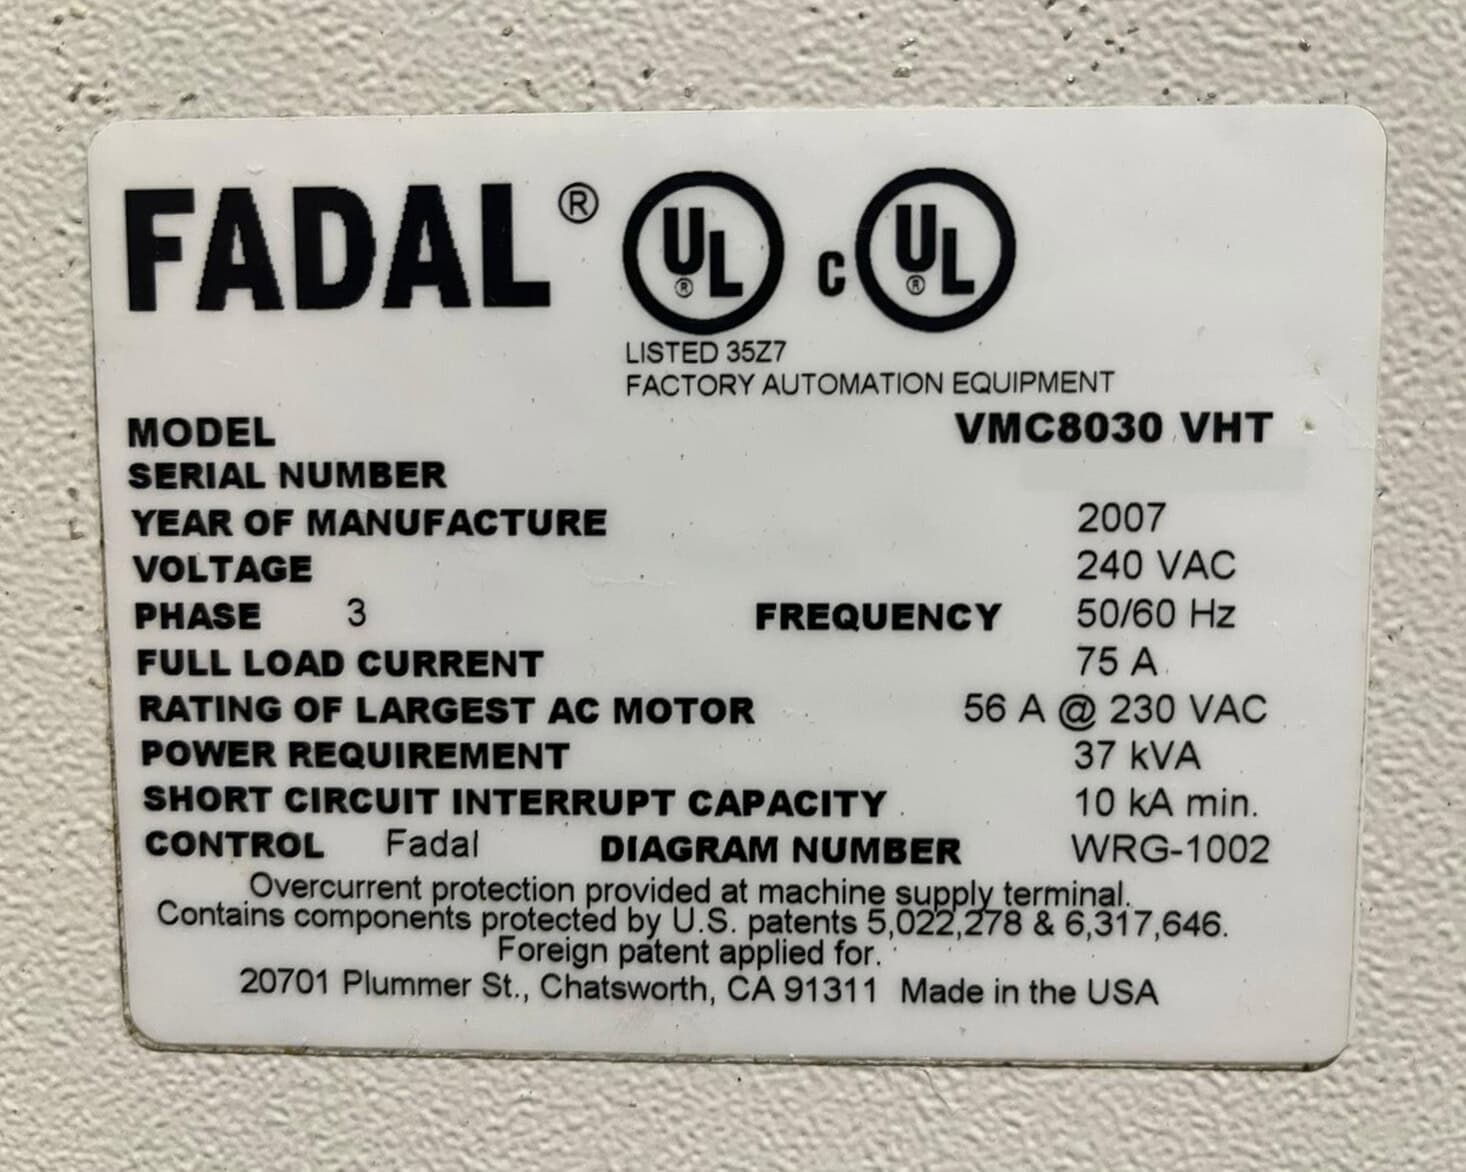 FADAL® UL® c UL®
LISTED 35Z7
FACTORY AUTOMATION EQUIPMENT
MODEL VMC8030 VHT
SERIAL NUMBER
YEAR OF MANUFACTURE 2007
VOLTAGE 240 VAC
PHASE 3 FREQUENCY 50/60 Hz
FULL LOAD CURRENT 75 A
RATING OF LARGEST AC MOTOR 56 A @ 230 VAC
POWER REQUIREMENT 37 kVA
SHORT CIRCUIT INTERRUPT CAPACITY 10 kA min.
CONTROL Fadal DIAGRAM NUMBER WRG-1002
Overcurrent protection provided at machine supply terminal.
Contains components protected by U.S. patents 5,022,278 & 6,317,646.
Foreign patent applied for.
20701 Plummer St., Chatsworth, CA 91311 Made in the USA